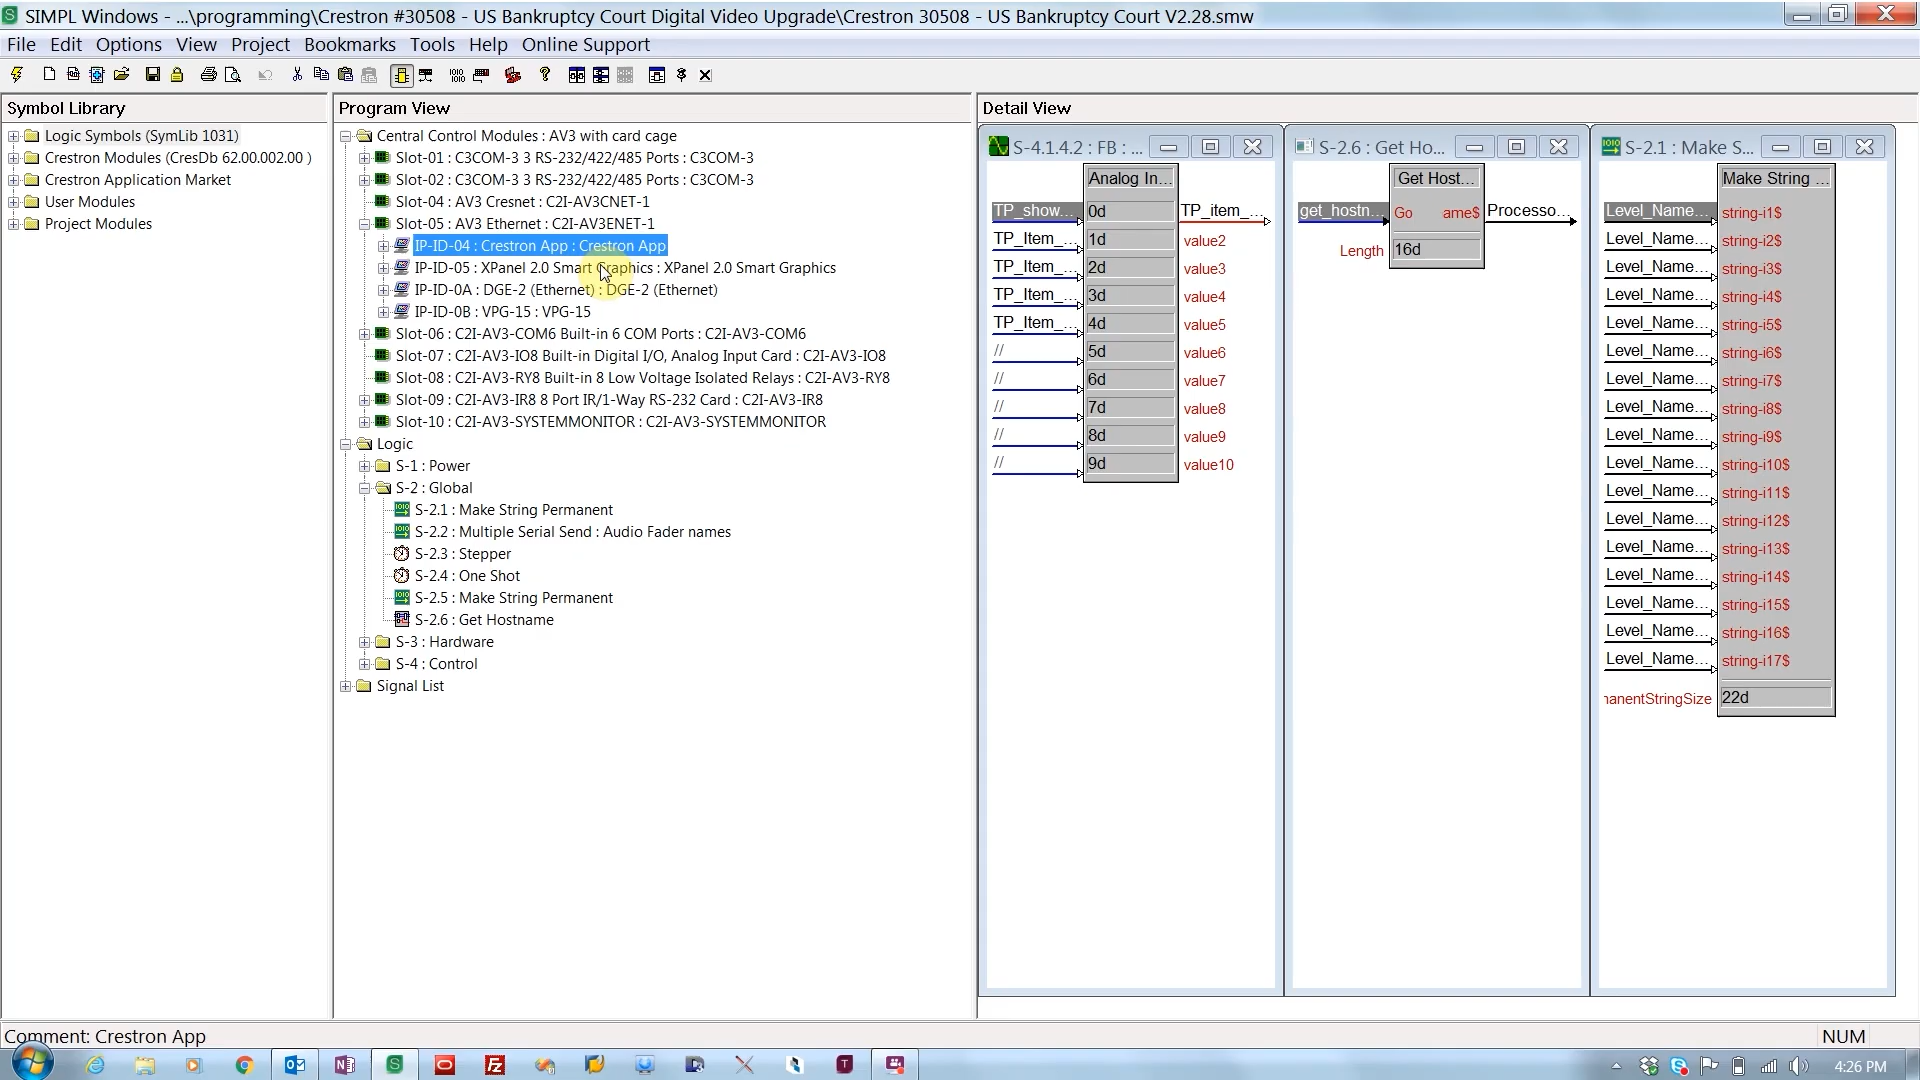 SIMPL Windows - ...\programming\Crestron #30508 - US Bankruptcy Court Digital Video Upgrade\Crestron 30508 - US Bankruptcy Court V2.28.smw
File Edit Symbols View Project Bookmarks Tools Help Online Support
Symbol Library
Logic Symbols (SymLib 1031)
Crestron Modules (CresDb 62.00.002.00 )
Crestron Application Market
User Modules
Project Modules
Program View
Central Control Modules : AV3 with card cage
Slot-01 : C3COM-3 3 RS-232/422/485 Ports : C3COM-3
Slot-02 : C3COM-3 3 RS-232/422/485 Ports : C3COM-3
Slot-04 : AV3 Cresnet : C2I-AV3CNET-1
Slot-05 : AV3 Ethernet : C2I-AV3ENET-1
IP-ID-04 : Crestron App : Crestron App
IP-ID-05 : XPanel 2.0 Smart Graphics : XPanel 2.0 Smart Graphics
IP-ID-0A : DGE-2 (Ethernet) : DGE-2 (Ethernet)
IP-ID-0B : VPG-15 : VPG-15
Slot-06 : C2I-AV3-COM6 Built-in 6 COM Ports : C2I-AV3-COM6
Slot-07 : C2I-AV3-IO8 Built-in Digital I/O, Analog Input Card : C2I-AV3-IO8
Slot-08 : C2I-AV3-RY8 Built-in 8 Low Voltage Isolated Relays : C2I-AV3-RY8
Slot-09 : C2I-AV3-IR8 8 Port IR/1-Way RS-232 Card : C2I-AV3-IR8
Slot-10 : C2I-AV3-SYSTEMMONITOR : C2I-AV3-SYSTEMMONITOR
Logic
S-1 : Power
S-2 : Global
S-2.1 : Make String Permanent
S-2.2 : Multiple Serial Send : Audio Fader names
S-2.3 : Stepper
S-2.4 : One Shot
S-2.5 : Make String Permanent
S-2.6 : Get Hostname
S-3 : Hardware
S-4 : Control
Signal List
Detail View
S-4.1.4.2 : FB : ...
Analog In...
TP_show... 0d TP_item_...
TP_Item_... 1d value2
TP_Item_... 2d value3
TP_Item_... 3d value4
TP_Item_... 4d value5
// 5d value6
// 6d value7
// 7d value8
// 8d value9
// 9d value10
S-2.6 : Get Ho...
Get Host...
get_hostn... Go ame$ Processo...
Length 16d
S-2.1 : Make S...
Make String ...
Level_Name... string-i1$
Level_Name... string-i2$
Level_Name... string-i3$
Level_Name... string-i4$
Level_Name... string-i5$
Level_Name... string-i6$
Level_Name... string-i7$
Level_Name... string-i8$
Level_Name... string-i9$
Level_Name... string-i10$
Level_Name... string-i11$
Level_Name... string-i12$
Level_Name... string-i13$
Level_Name... string-i14$
Level_Name... string-i15$
Level_Name... string-i16$
Level_Name... string-i17$
nanentStringSize 22d
Comment: Crestron App
NUM
4:26 PM